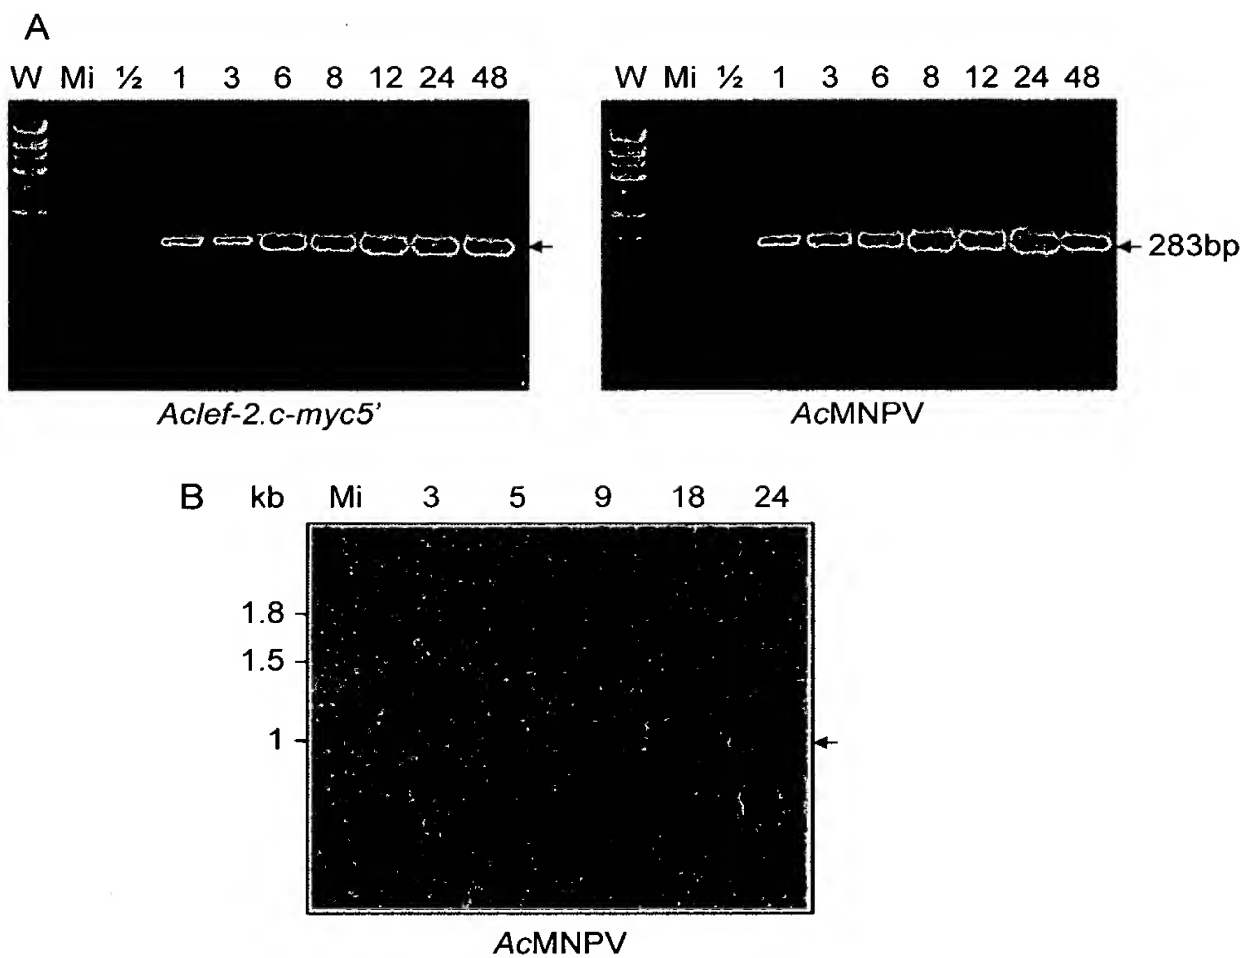 A
W Mi ½ 1 3 6 8 12 24 48
W Mi ½ 1 3 6 8 12 24 48
283bp
Aclef-2.c-myc5’
AcMNPV
B kb Mi 3 5 9 18 24
1.8
1.5
1
AcMNPV